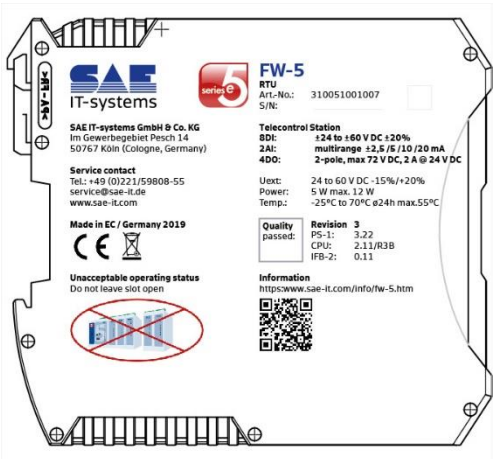 SAE
IT-systems
series e 5
FW-5
RTU
Art.-No.: 310051001007
S/N:
SAE IT-systems GmbH & Co. KG
Im Gewerbegebiet Pesch 14
50767 Köln (Cologne, Germany)
Telecontrol Station
8DI: ±24 to ±60 V DC ±20%
2AI: multirange ±2,5 /5 /10 /20 mA
4DO: 2-pole, max 72 V DC, 2 A @ 24 V DC
Service contact
Tel.: +49 (0)221/59808-55
service@sae-it.de
www.sae-it.com
Uext: 24 to 60 V DC -15%/+20%
Power: 5 W max. 12 W
Temp.: -25°C to 70°C ø24h max.55°C
Made in EC / Germany 2019
CE
Quality
passed:
Revision 3
PS-1: 3.22
CPU: 2.11/R3B
IFB-2: 0.11
Unacceptable operating status
Do not leave slot open
Information
https:www.sae-it.com/info/fw-5.htm